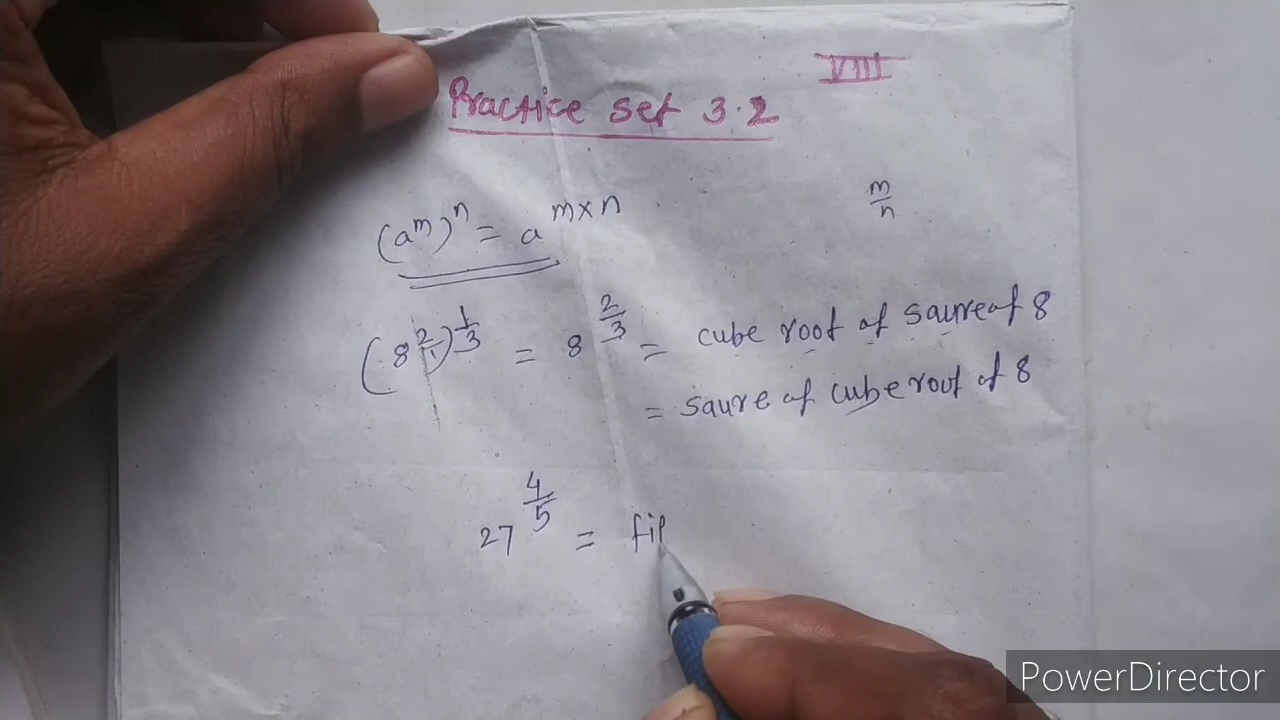 VIII
Practice set 3.2
m/n
(a^m)^n = a^(m×n)
(8^(2/1))^(1/3) = 8^(2/3) = cube root of saure of 8
= saure of cube root of 8
27^(4/5) = fif
PowerDirector